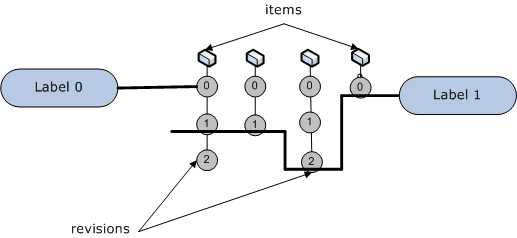 items
Label 0
0 0 0 0
Label 1
1 1 1
2 2
revisions